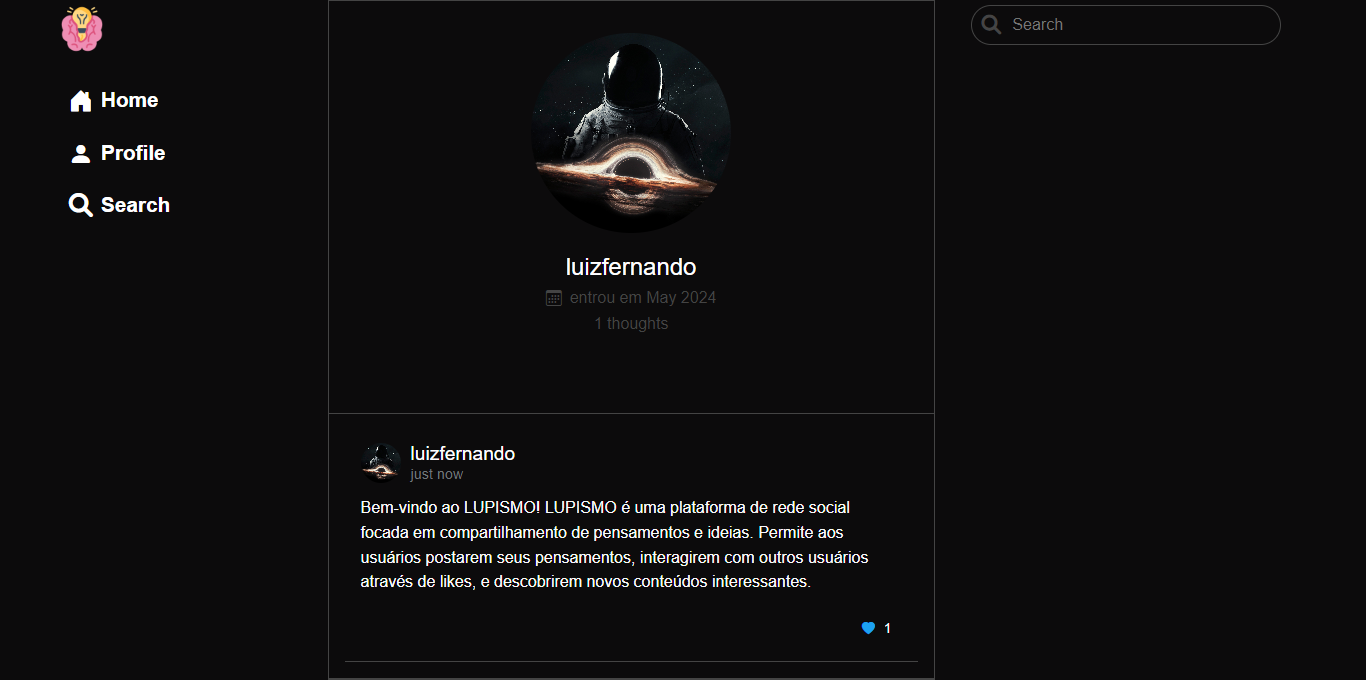 Home
Profile
Search
luizfernando
entrou em May 2024
1 thoughts
luizfernando
just now
Bem-vindo ao LUPISMO! LUPISMO é uma plataforma de rede social
focada em compartilhamento de pensamentos e ideias. Permite aos
usuários postarem seus pensamentos, interagirem com outros usuários
através de likes, e descobrirem novos conteúdos interessantes.
1
Search